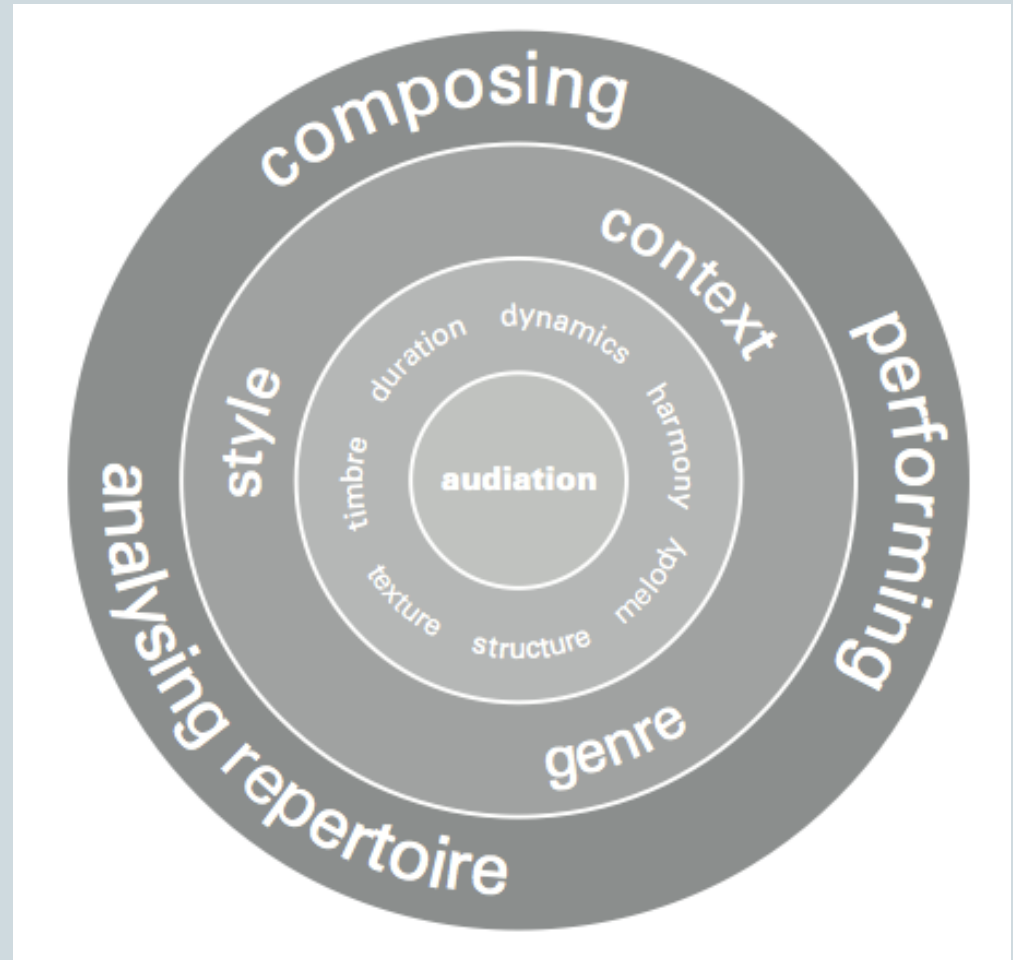 composing
context
performing
dynamics
duration
harmony
style
timbre
audiation
melody
texture
structure
genre
analysing repertoire